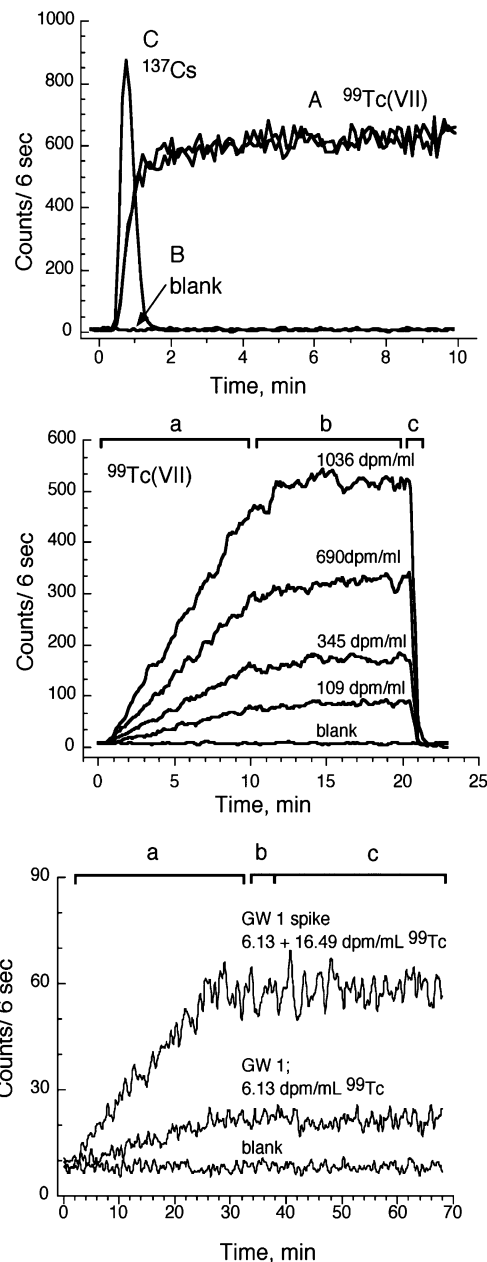 1000
C
137Cs
A 99Tc(VII)
800
600
400
B
blank
200
0
Counts/ 6 sec
0 2 4 6 8 10
Time, min
a b c
600
99Tc(VII)
1036 dpm/ml
500
400
690dpm/ml
300
345 dpm/ml
200
109 dpm/ml
100
blank
0
Counts/ 6 sec
0 5 10 15 20 25
Time, min
a b c
90
GW 1 spike
6.13 + 16.49 dpm/mL 99Tc
60
GW 1;
6.13 dpm/mL 99Tc
30
blank
0
Counts/ 6 sec
0 10 20 30 40 50 60 70
Time, min